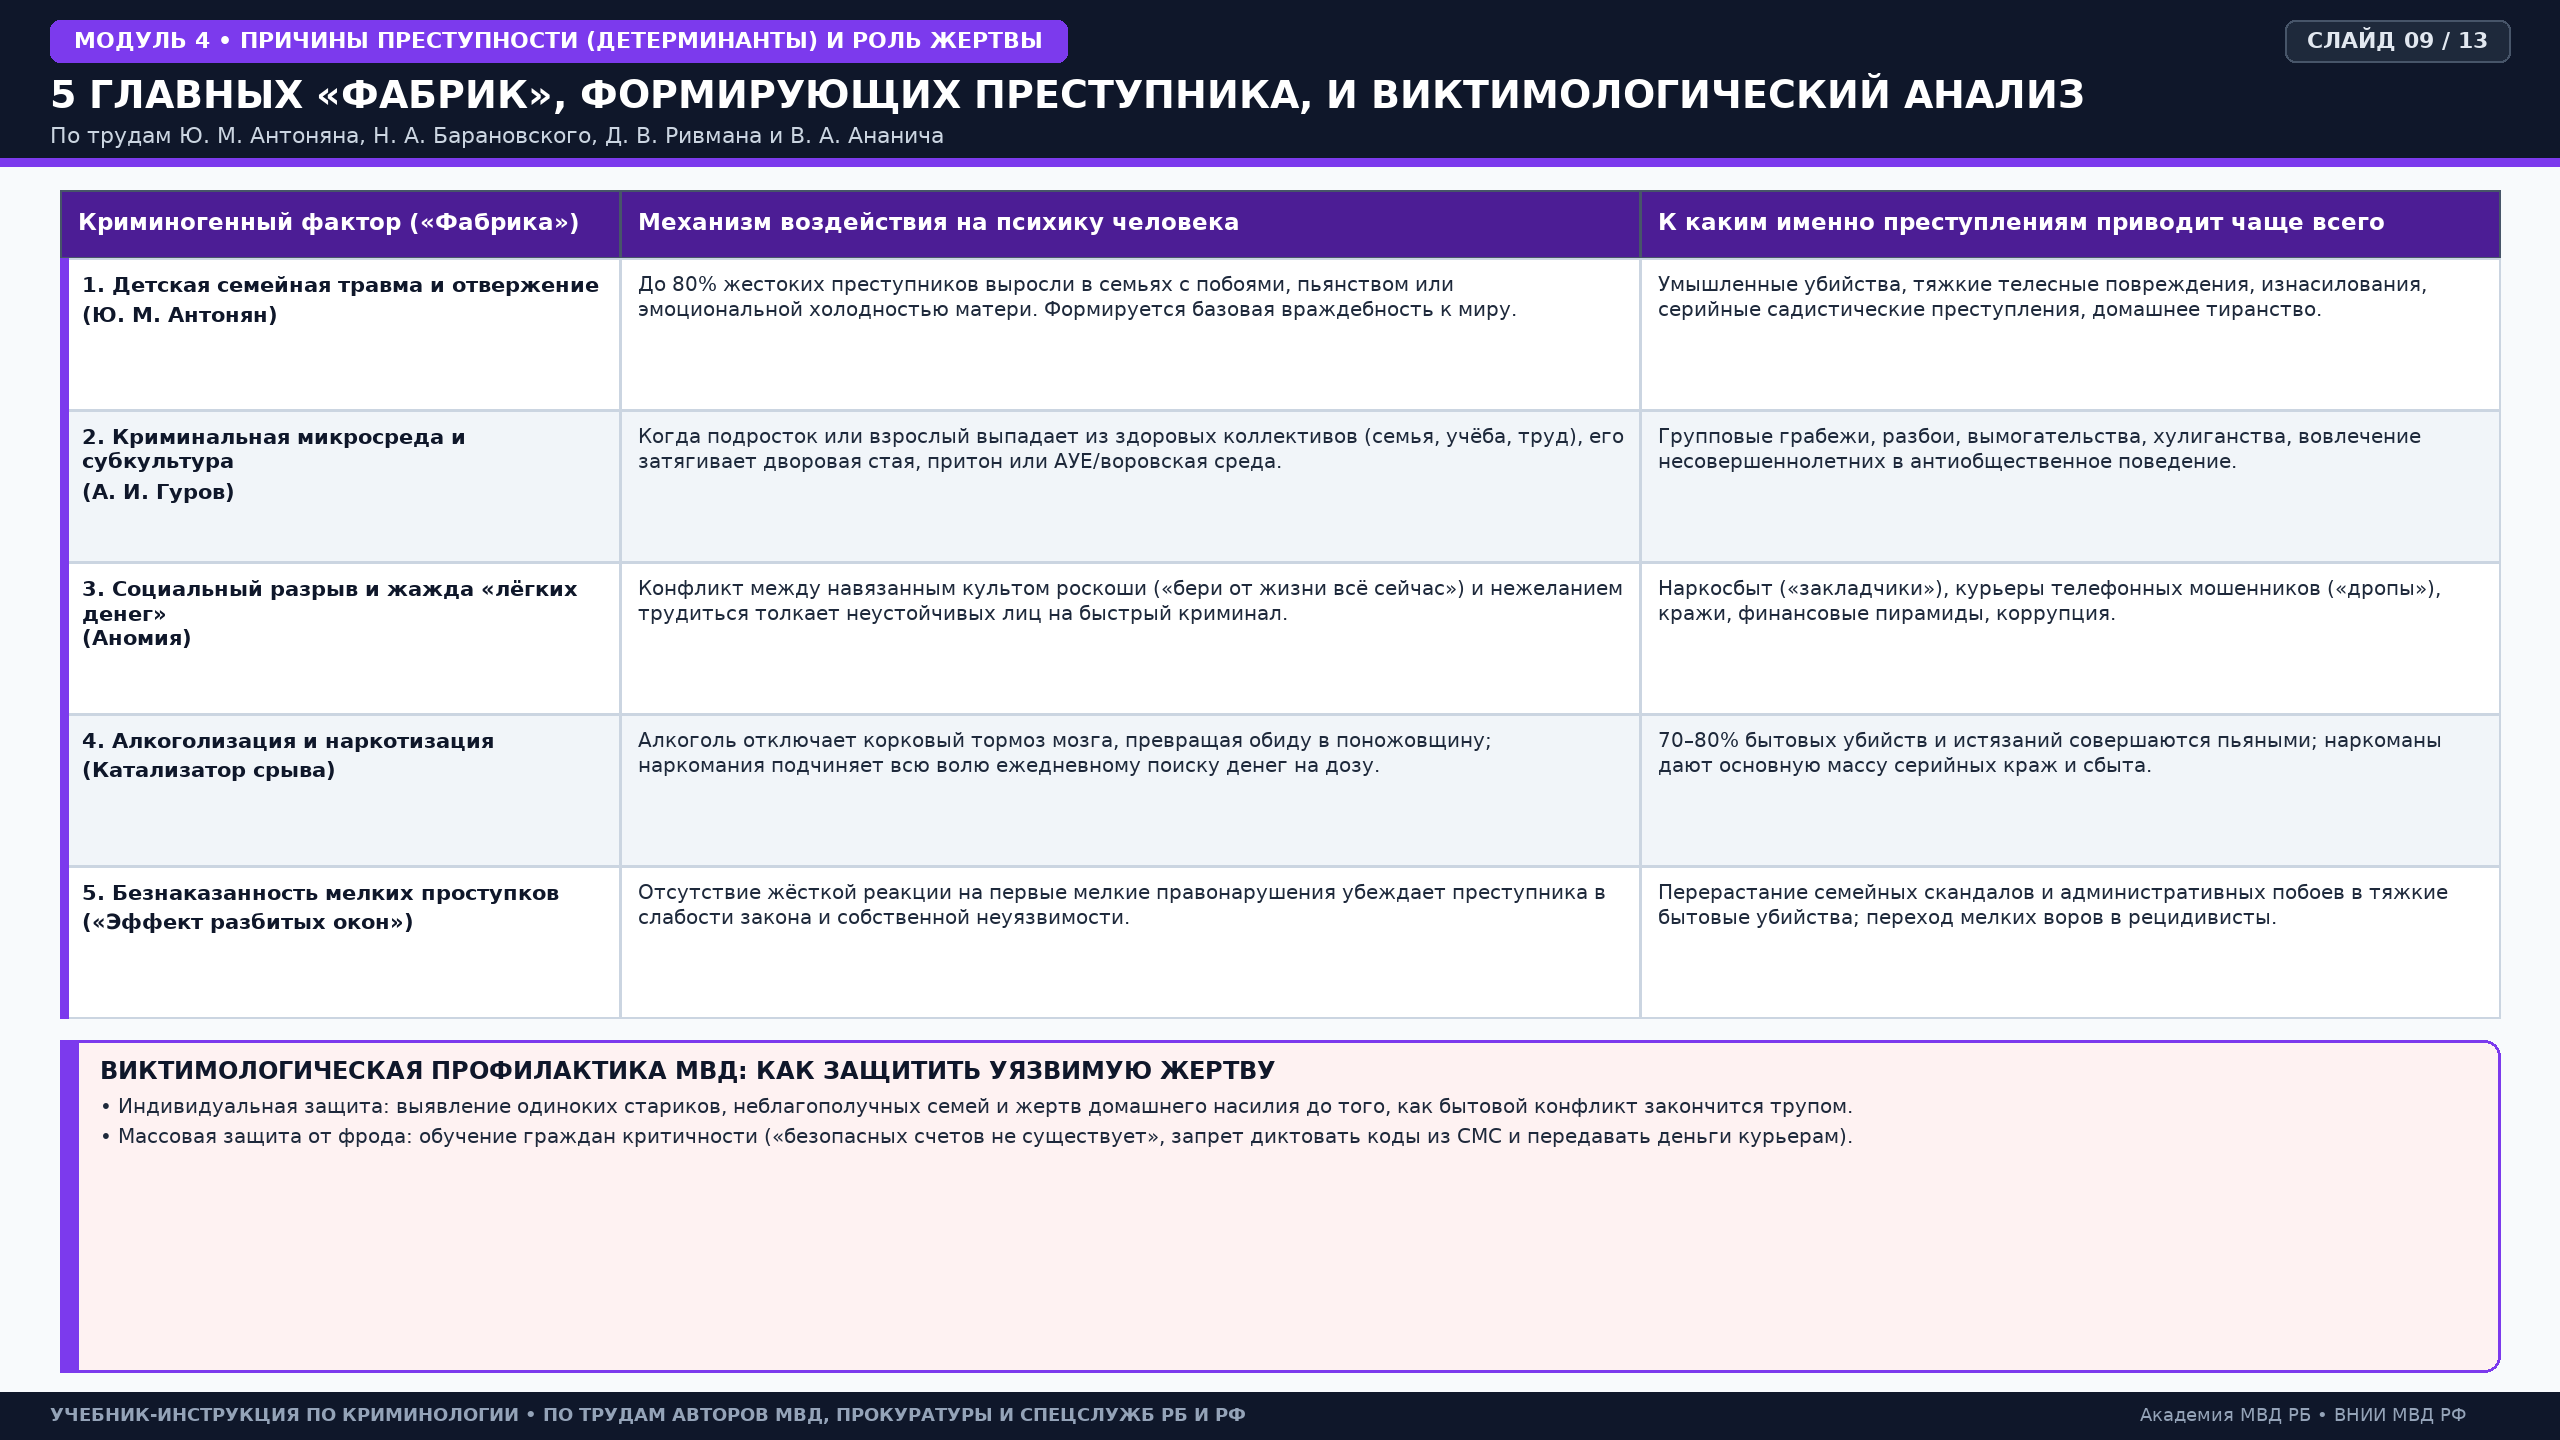 МОДУЛЬ 4 • ПРИЧИНЫ ПРЕСТУПНОСТИ (ДЕТЕРМИНАНТЫ) И РОЛЬ ЖЕРТВЫ
СЛАЙД 09 / 13
5 ГЛАВНЫХ «ФАБРИК», ФОРМИРУЮЩИХ ПРЕСТУПНИКА, И ВИКТИМОЛОГИЧЕСКИЙ АНАЛИЗ
По трудам Ю. М. Антоняна, Н. А. Барановского, Д. В. Ривмана и В. А. Ананича
Криминогенный фактор («Фабрика»)
Механизм воздействия на психику человека
К каким именно преступлениям приводит чаще всего
1. Детская семейная травма и отвержение
(Ю. М. Антонян)
До 80% жестоких преступников выросли в семьях с побоями, пьянством или
эмоциональной холодностью матери. Формируется базовая враждебность к миру.
Умышленные убийства, тяжкие телесные повреждения, изнасилования,
серийные садистические преступления, домашнее тиранство.
2. Криминальная микросреда и
субкультура
(А. И. Гуров)
Когда подросток или взрослый выпадает из здоровых коллективов (семья, учёба, труд), его
затягивает дворовая стая, притон или АУЕ/воровская среда.
Групповые грабежи, разбои, вымогательства, хулиганства, вовлечение
несовершеннолетних в антиобщественное поведение.
3. Социальный разрыв и жажда «лёгких
денег»
(Аномия)
Конфликт между навязанным культом роскоши («бери от жизни всё сейчас») и нежеланием
трудиться толкает неустойчивых лиц на быстрый криминал.
Наркосбыт («закладчики»), курьеры телефонных мошенников («дропы»),
кражи, финансовые пирамиды, коррупция.
4. Алкоголизация и наркотизация
(Катализатор срыва)
Алкоголь отключает корковый тормоз мозга, превращая обиду в поножовщину;
наркомания подчиняет всю волю ежедневному поиску денег на дозу.
70–80% бытовых убийств и истязаний совершаются пьяными; наркоманы
дают основную массу серийных краж и сбыта.
5. Безнаказанность мелких проступков
(«Эффект разбитых окон»)
Отсутствие жёсткой реакции на первые мелкие правонарушения убеждает преступника в
слабости закона и собственной неуязвимости.
Перерастание семейных скандалов и административных побоев в тяжкие
бытовые убийства; переход мелких воров в рецидивисты.
ВИКТИМОЛОГИЧЕСКАЯ ПРОФИЛАКТИКА МВД: КАК ЗАЩИТИТЬ УЯЗВИМУЮ ЖЕРТВУ
• Индивидуальная защита: выявление одиноких стариков, неблагополучных семей и жертв домашнего насилия до того, как бытовой конфликт закончится трупом.
• Массовая защита от фрода: обучение граждан критичности («безопасных счетов не существует», запрет диктовать коды из СМС и передавать деньги курьерам).
УЧЕБНИК-ИНСТРУКЦИЯ ПО КРИМИНОЛОГИИ • ПО ТРУДАМ АВТОРОВ МВД, ПРОКУРАТУРЫ И СПЕЦСЛУЖБ РБ И РФ
Академия МВД РБ • ВНИИ МВД РФ